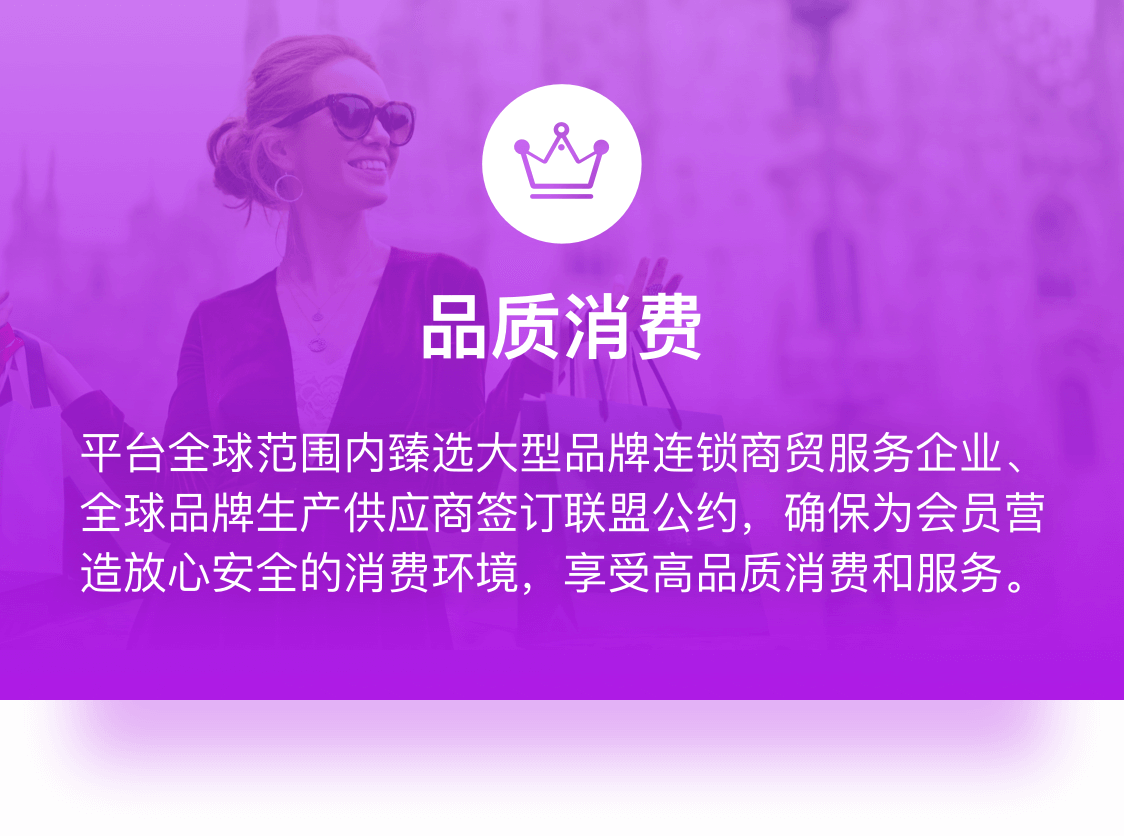 品质消费
平台全球范围内臻选大型品牌连锁商贸服务企业、
全球品牌生产供应商签订联盟公约，确保为会员营
造放心安全的消费环境，享受高品质消费和服务。